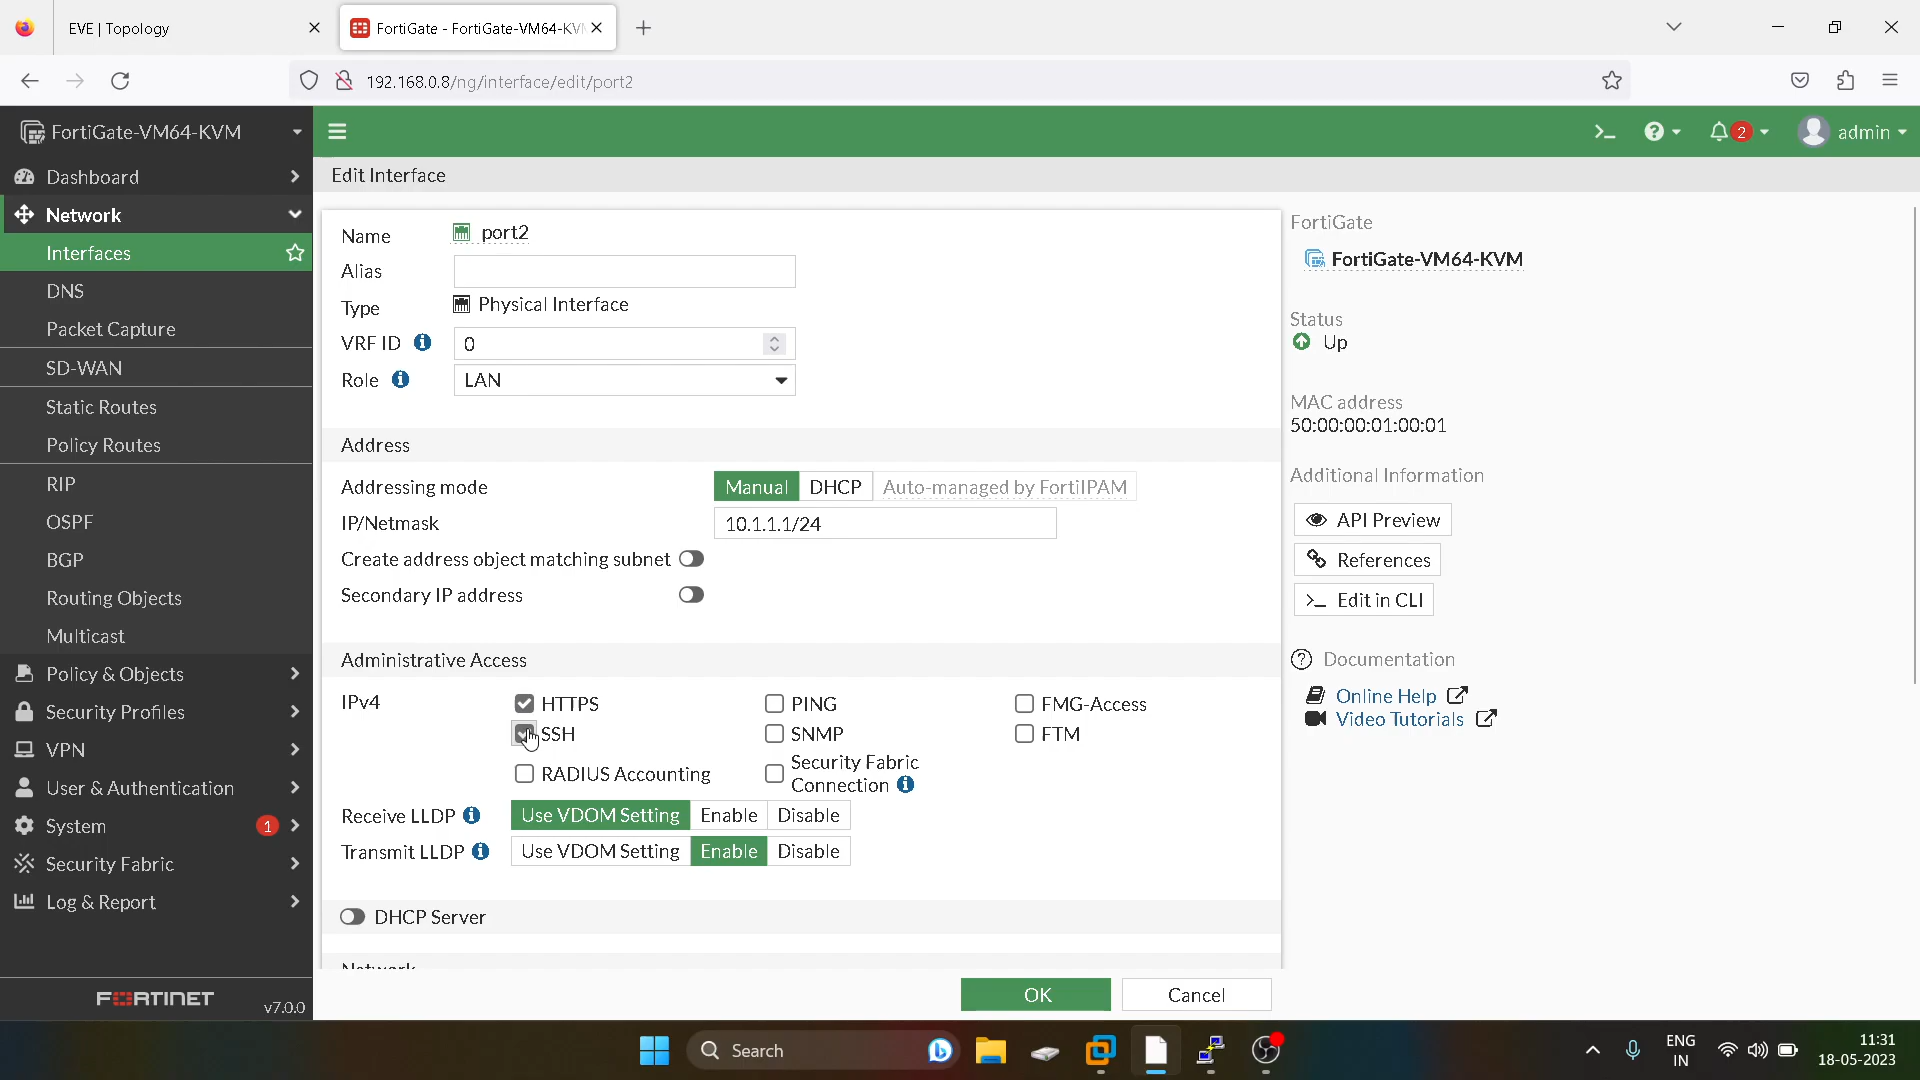 EVE | Topology
FortiGate - FortiGate-VM64-KV
192.168.0.8/ng/interface/edit/port2
FortiGate-VM64-KVM
2
admin
Dashboard
Network
Interfaces
DNS
Packet Capture
SD-WAN
Static Routes
Policy Routes
RIP
OSPF
BGP
Routing Objects
Multicast
Policy & Objects
Security Profiles
VPN
User & Authentication
System 1
Security Fabric
Log & Report
FORTINET v7.0.0
Edit Interface
Name port2
Alias
Type Physical Interface
VRF ID 0
Role LAN
Address
Addressing mode Manual DHCP Auto-managed by FortiIPAM
IP/Netmask 10.1.1.1/24
Create address object matching subnet
Secondary IP address
Administrative Access
IPv4 HTTPS PING FMG-Access
SSH SNMP FTM
RADIUS Accounting Security Fabric
Connection
Receive LLDP Use VDOM Setting Enable Disable
Transmit LLDP Use VDOM Setting Enable Disable
DHCP Server
Network
OK Cancel
FortiGate
FortiGate-VM64-KVM
Status
Up
MAC address
50:00:00:01:00:01
Additional Information
API Preview
References
Edit in CLI
Documentation
Online Help
Video Tutorials
Search
ENG
IN
11:31
18-05-2023